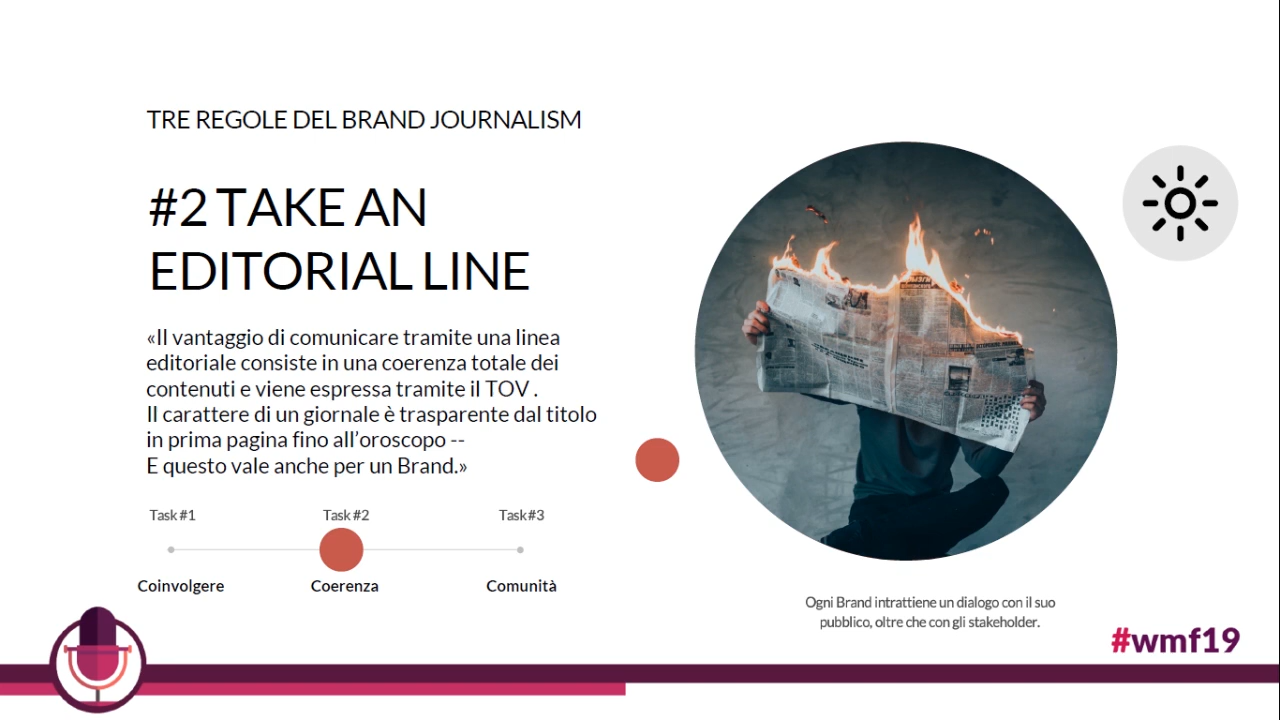 TRE REGOLE DEL BRAND JOURNALISM
#2 TAKE AN
EDITORIAL LINE
«Il vantaggio di comunicare tramite una linea
editoriale consiste in una coerenza totale dei
contenuti e viene espressa tramite il TOV .
Il carattere di un giornale è trasparente dal titolo
in prima pagina fino all’oroscopo --
E questo vale anche per un Brand.»
Task #1 Task #2 Task #3
Coinvolgere Coerenza Comunità
Ogni Brand intrattiene un dialogo con il suo
pubblico, oltre che con gli stakeholder.
#wmf19